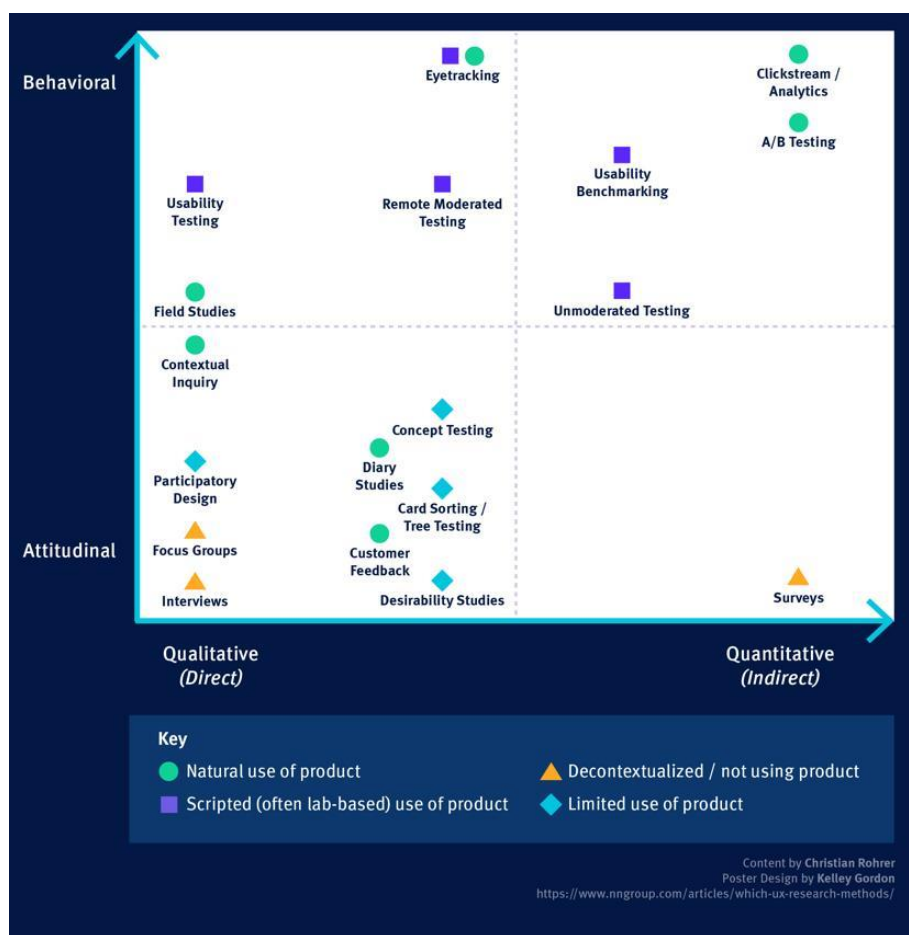 Behavioral
Eyetracking
Clickstream /
Analytics
A/B Testing
Usability
Benchmarking
Usability
Testing
Remote Moderated
Testing
Field Studies
Unmoderated Testing
Contextual
Inquiry
Concept Testing
Diary
Studies
Participatory
Design
Card Sorting /
Tree Testing
Attitudinal
Focus Groups
Customer
Feedback
Interviews
Desirability Studies
Surveys
Qualitative
(Direct)
Quantitative
(Indirect)
Key
Natural use of product
Decontextualized / not using product
Scripted (often lab-based) use of product
Limited use of product
Content by Christian Rohrer
Poster Design by Kelley Gordon
https://www.nngroup.com/articles/which-ux-research-methods/